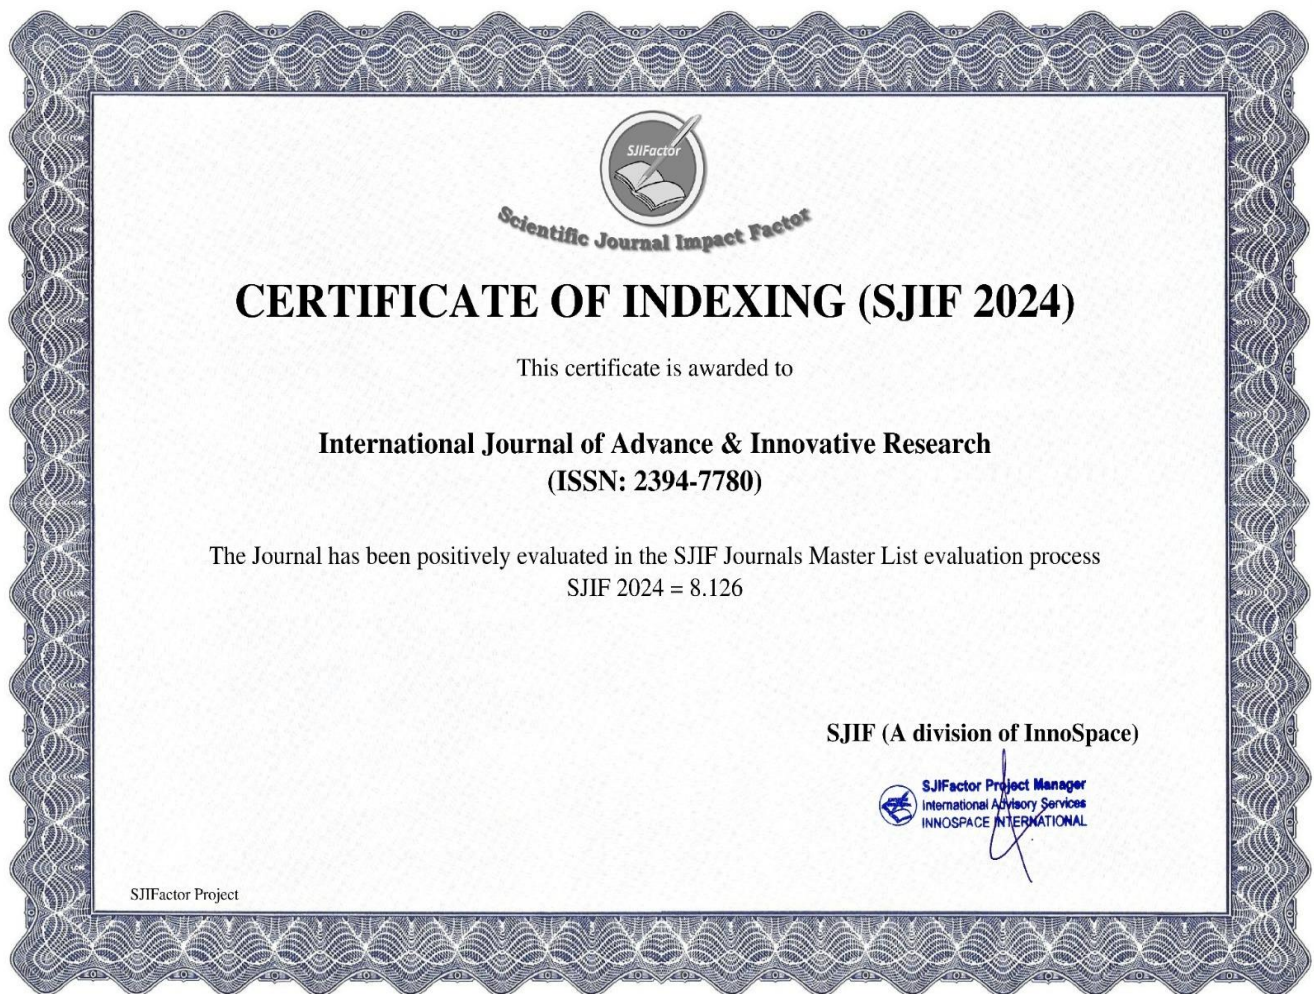 SJIFactor
Scientific Journal Impact Factor
CERTIFICATE OF INDEXING (SJIF 2024)
This certificate is awarded to
International Journal of Advance & Innovative Research
(ISSN: 2394-7780)
The Journal has been positively evaluated in the SJIF Journals Master List evaluation process
SJIF 2024 = 8.126
SJIF (A division of InnoSpace)
SJIFactor Project Manager
International Advisory Services
INNOSPACE INTERNATIONAL
SJIFactor Project